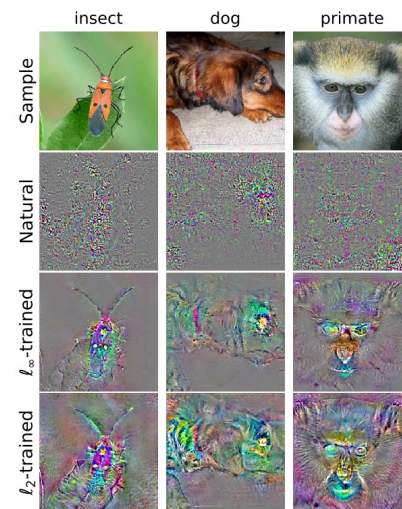 insect dog primate
Sample
Natural
ℓ∞-trained
ℓ2-trained